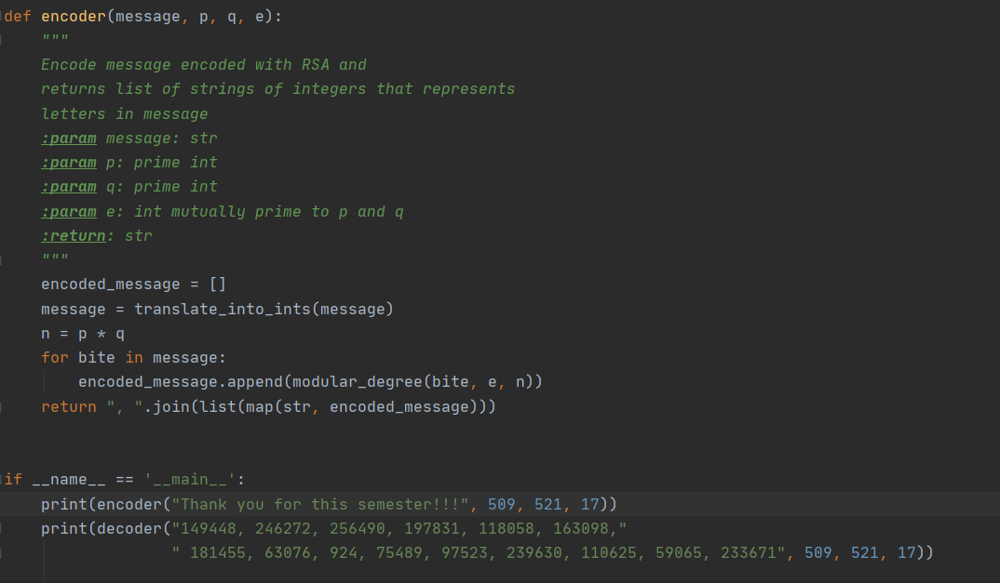 def encoder(message, p, q, e):
    """
    Encode message encoded with RSA and
    returns list of strings of integers that represents
    letters in message
    :param message: str
    :param p: prime int
    :param q: prime int
    :param e: int mutually prime to p and q
    :return: str
    """
    encoded_message = []
    message = translate_into_ints(message)
    n = p * q
    for bite in message:
        encoded_message.append(modular_degree(bite, e, n))
    return ", ".join(list(map(str, encoded_message)))
if __name__ == '__main__':
    print(encoder("Thank you for this semester!!!", 509, 521, 17))
    print(decoder("149448, 246272, 256490, 197831, 118058, 163098,"
                  " 181455, 63076, 924, 75489, 97523, 239630, 110625, 59065, 233671", 509, 521, 17))